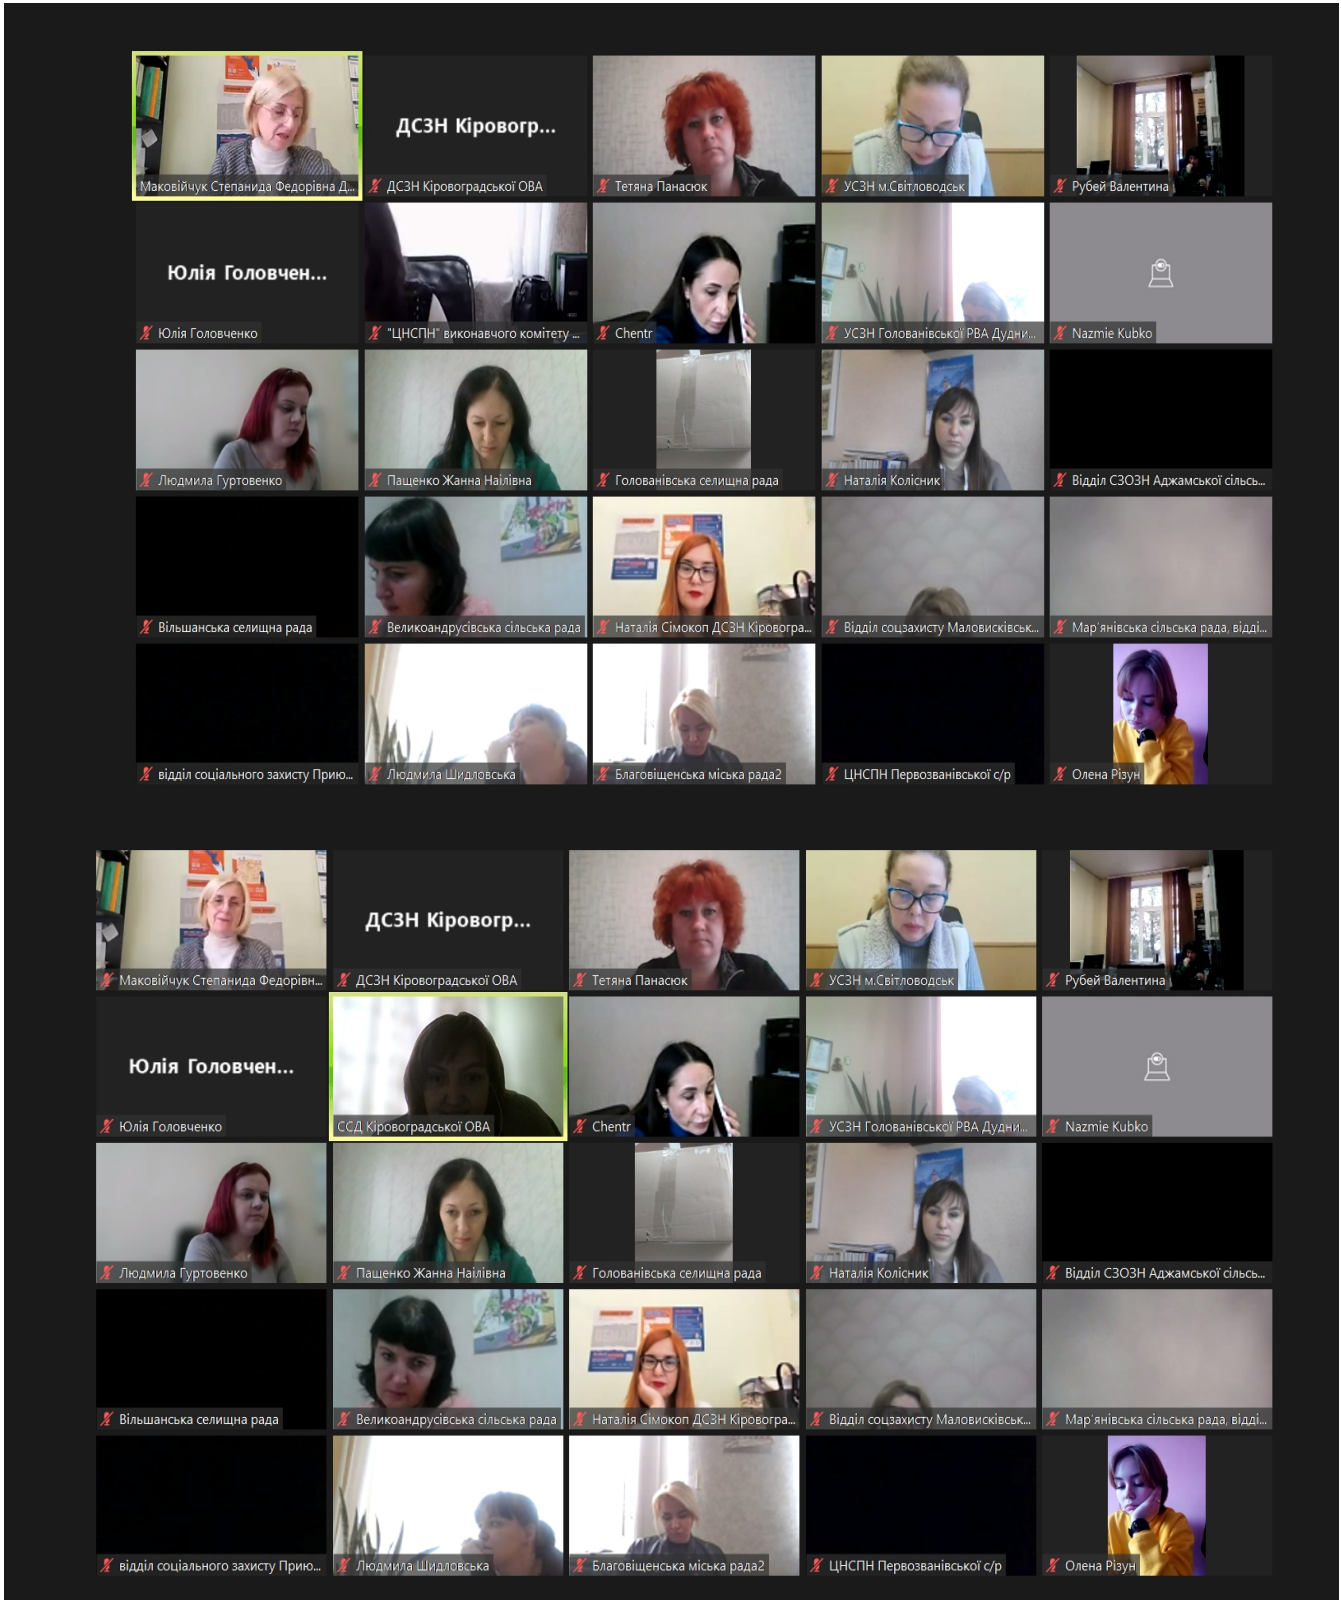 Маковійчук Степанида Федорівна Д...
ДСЗН Кіровогр...
ДСЗН Кіровоградської ОВА
Тетяна Панасюк
УСЗН м.Світловодськ
Рубей Валентина
Юлія Головчен...
Юлія Головченко
"ЦНСПН" виконавчого комітету ...
Chentr
УСЗН Голованівської РВА Дудни...
Nazmie Kubko
Людмила Гуртовенко
Пащенко Жанна Наілівна
Голованівська селищна рада
Наталія Колісник
Відділ СЗОЗН Аджамської сільсь...
Вільшанська селищна рада
Великоандрусівська сільська рада
Наталія Сімокоп ДСЗН Кіровогра...
Відділ соцзахисту Маловисківськ...
Мар'янівська сільська рада, відді...
відділ соціального захисту Прию...
Людмила Шидловська
Благовіщенська міська рада2
ЦНСПН Первозванівської с/р
Олена Різун
Маковійчук Степанида Федорівн...
ДСЗН Кіровогр...
ДСЗН Кіровоградської ОВА
Тетяна Панасюк
УСЗН м.Світловодськ
Рубей Валентина
Юлія Головчен...
Юлія Головченко
ССД Кіровоградської ОВА
Chentr
УСЗН Голованівської РВА Дудни...
Nazmie Kubko
Людмила Гуртовенко
Пащенко Жанна Наілівна
Голованівська селищна рада
Наталія Колісник
Відділ СЗОЗН Аджамської сільсь...
Вільшанська селищна рада
Великоандрусівська сільська рада
Наталія Сімокоп ДСЗН Кіровогра...
Відділ соцзахисту Маловисківськ...
Мар'янівська сільська рада, відді...
відділ соціального захисту Прию...
Людмила Шидловська
Благовіщенська міська рада2
ЦНСПН Первозванівської с/р
Олена Різун